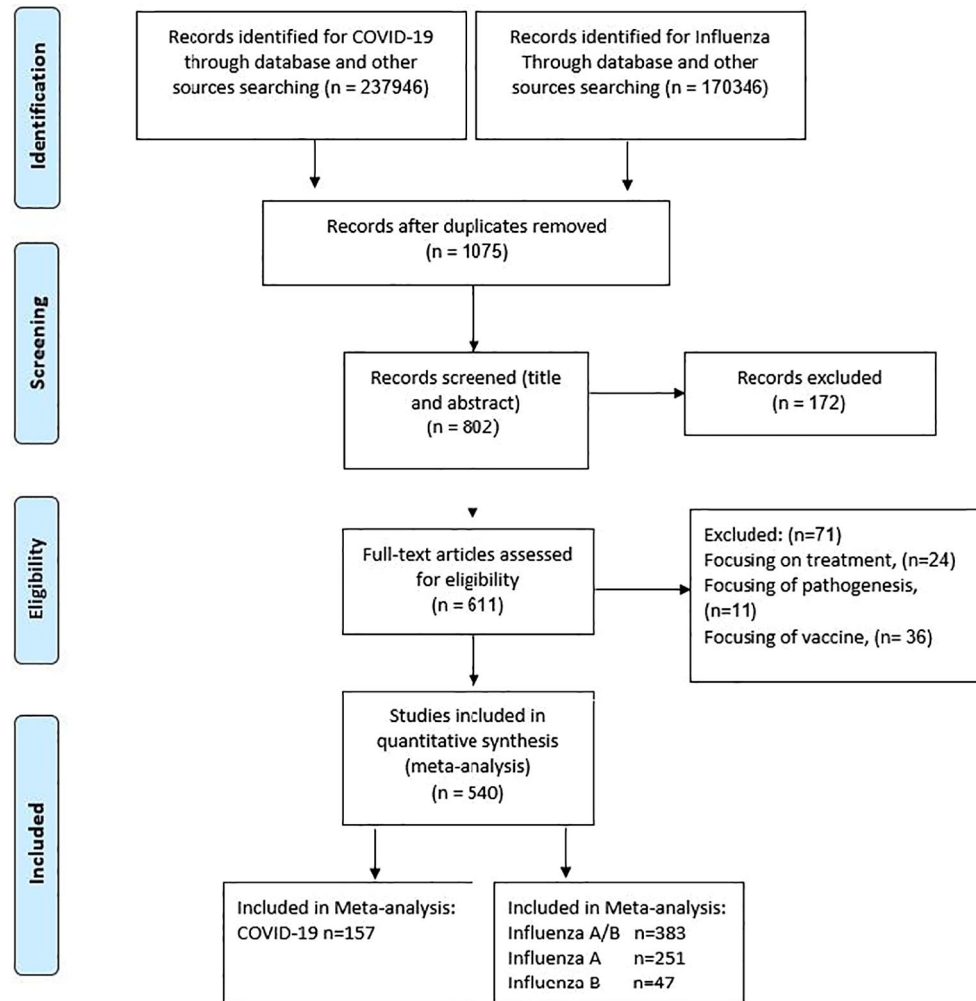 Identification
Records identified for COVID-19
through database and other
sources searching (n = 237946)
Records identified for Influenza
Through database and other
sources searching (n = 170346)
Records after duplicates removed
(n = 1075)
Screening
Records screened (title
and abstract)
(n = 802)
Records excluded
(n = 172)
Eligibility
Full-text articles assessed
for eligibility
(n = 611)
Excluded: (n=71)
Focusing on treatment, (n=24)
Focusing of pathogenesis,
(n=11)
Focusing of vaccine, (n= 36)
Included
Studies included in
quantitative synthesis
(meta-analysis)
(n = 540)
Included in Meta-analysis:
COVID-19 n=157
Included in Meta-analysis:
Influenza A/B n=383
Influenza A n=251
Influenza B n=47